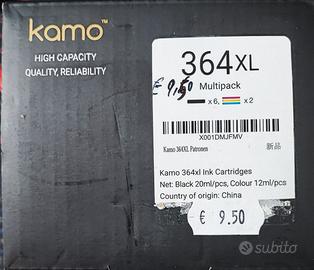 kamo™
HIGH CAPACITY
QUALITY, RELIABILITY
364XL
€ 9,50
Multipack
x 6, x 2
X001DMJFMV
Kamo 364XL Patronen
新品
Kamo 364xl Ink Cartridges
Net: Black 20ml/pcs, Colour 12ml/pcs
Country of origin: China
€ 9.50
subito